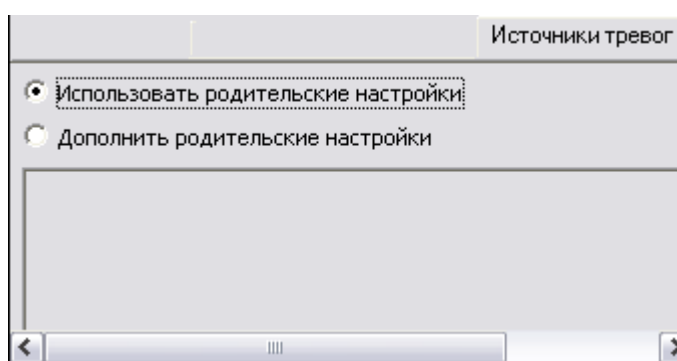 Источники тревог
Использовать родительские настройки
Дополнить родительские настройки